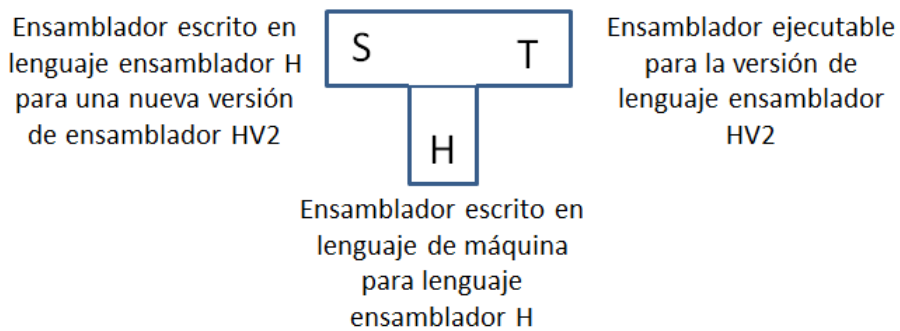 Ensamblador escrito en
lenguaje ensamblador H
para una nueva versión
de ensamblador HV2
S
T
H
Ensamblador ejecutable
para la versión de
lenguaje ensamblador
HV2
Ensamblador escrito en
lenguaje de máquina
para lenguaje
ensamblador H